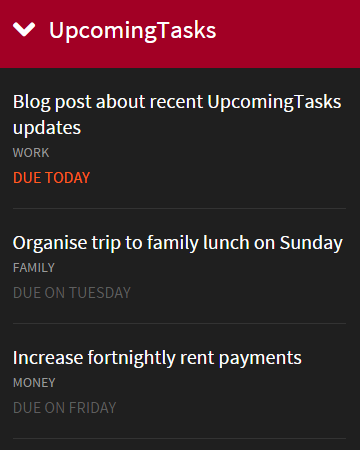 UpcomingTasks
Blog post about recent UpcomingTasks
updates
WORK
DUE TODAY
Organise trip to family lunch on Sunday
FAMILY
DUE ON TUESDAY
Increase fortnightly rent payments
MONEY
DUE ON FRIDAY